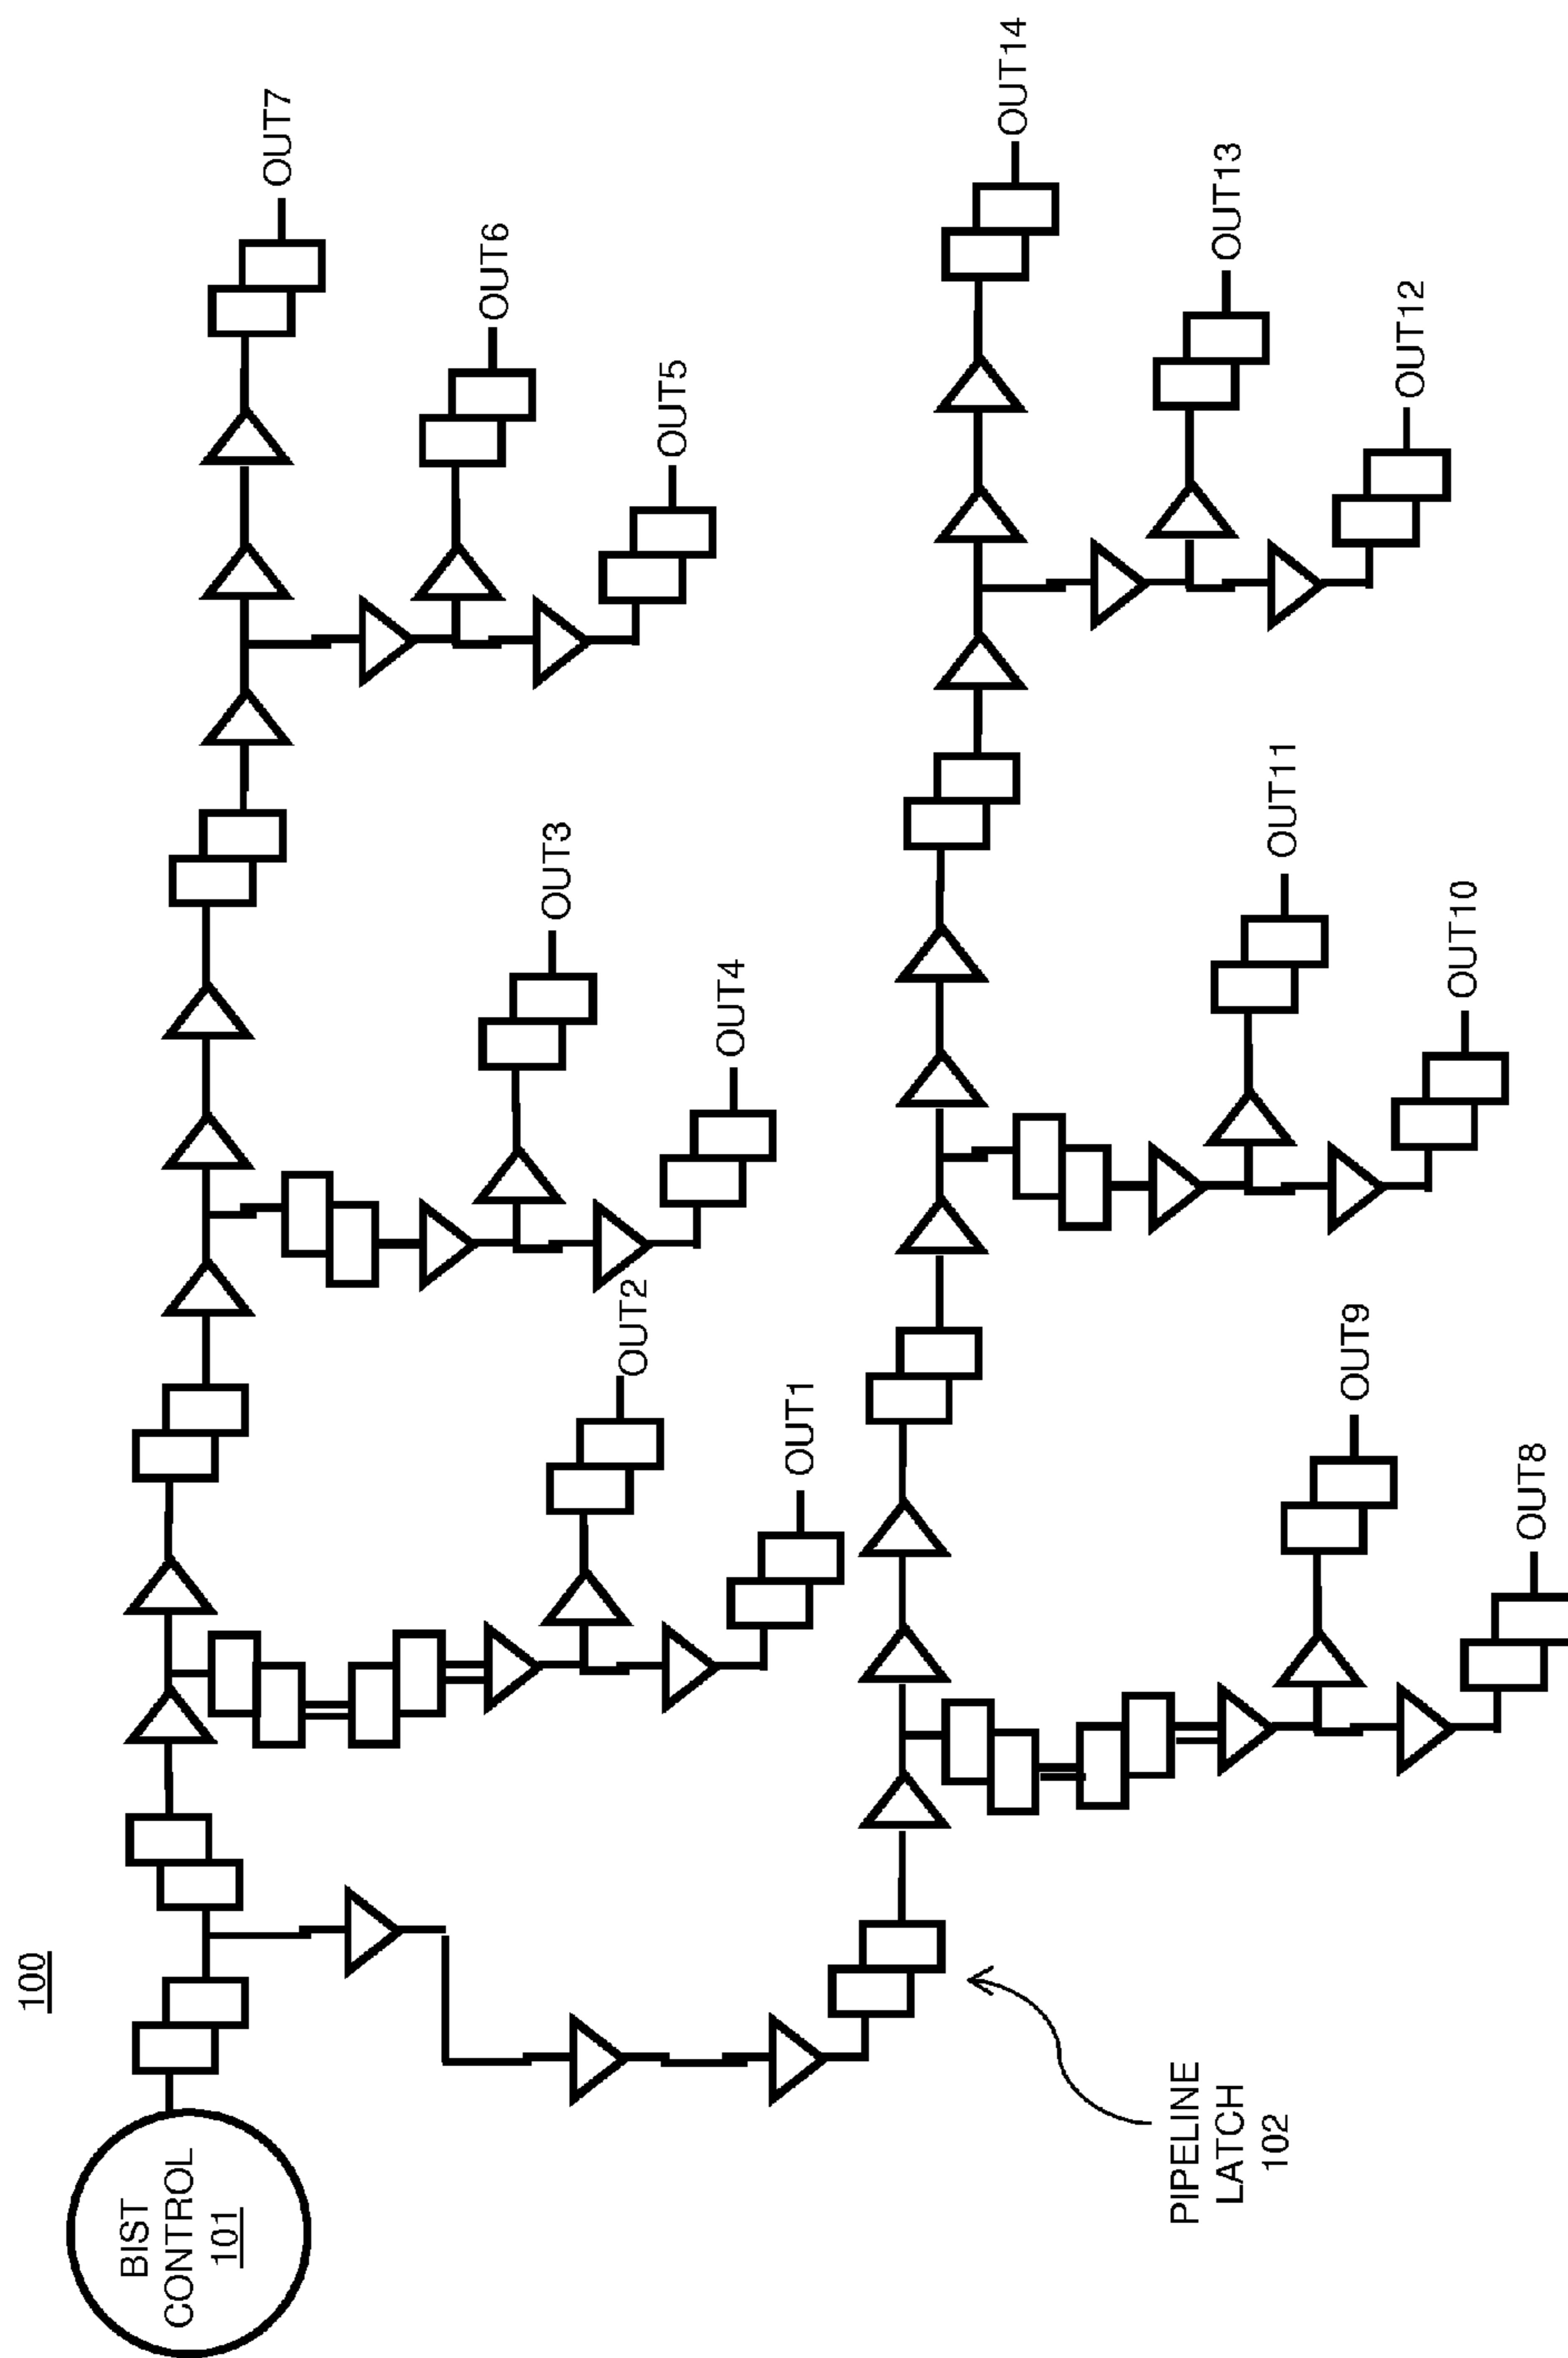 100
BIST
CONTROL
101
OUT7
OUT6
OUT5
OUT3
OUT4
OUT2
OUT1
OUT14
OUT13
OUT12
OUT11
OUT10
OUT9
OUT8
PIPELINE
LATCH
102